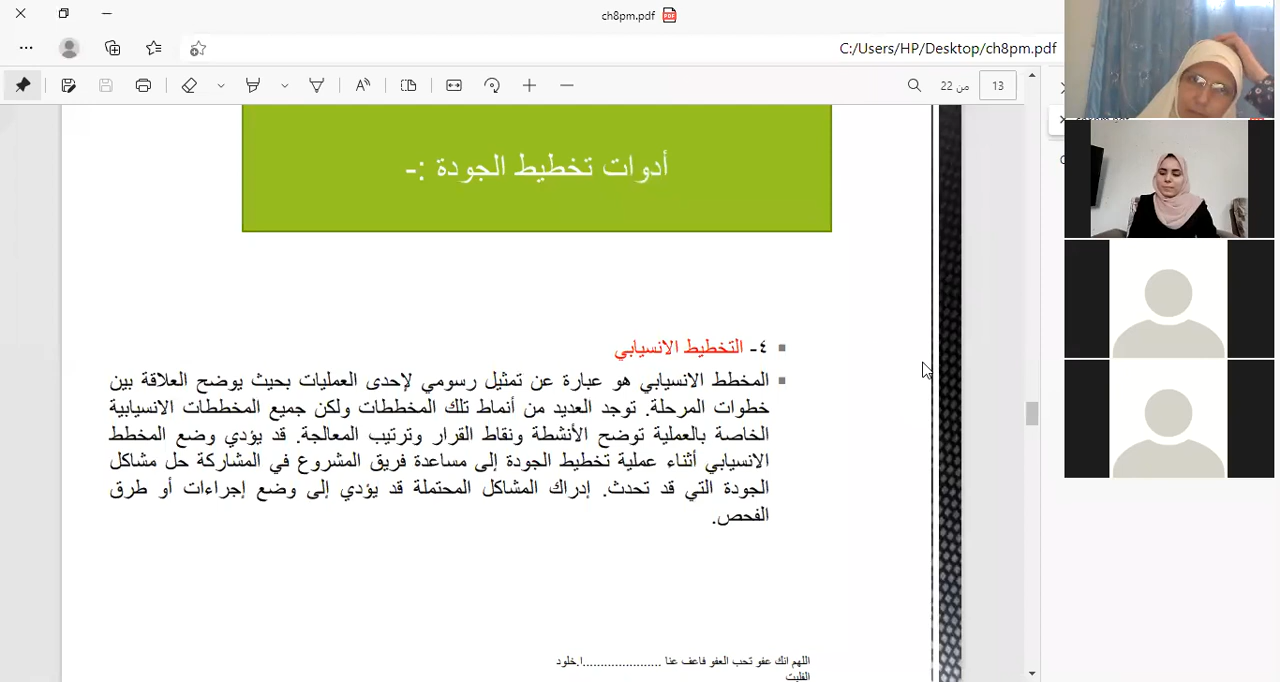 ch8pm.pdf
C:/Users/HP/Desktop/ch8pm.pdf
13 من 22
أدوات تخطيط الجودة :-
٤- التخطيط الانسيابي
المخطط الانسيابي هو عبارة عن تمثيل رسومي لإحدى العمليات بحيث يوضح العلاقة بين
خطوات المرحلة. توجد العديد من أنماط تلك المخططات ولكن جميع المخططات الانسيابية
الخاصة بالعملية توضح الأنشطة ونقاط القرار وترتيب المعالجة. قد يؤدي وضع المخطط
الانسيابي أثناء عملية تخطيط الجودة إلى مساعدة فريق المشروع في المشاركة حل مشاكل
الجودة التي قد تحدث. إدراك المشاكل المحتملة قد يؤدي إلى وضع إجراءات أو طرق
الفحص.
اللهم انك عفو تحب العفو فاعف عنا ......................ا.خلود
الفليت